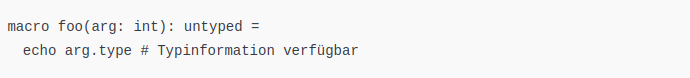 macro foo(arg: int): untyped =
  echo arg.type # Typinformation verfügbar